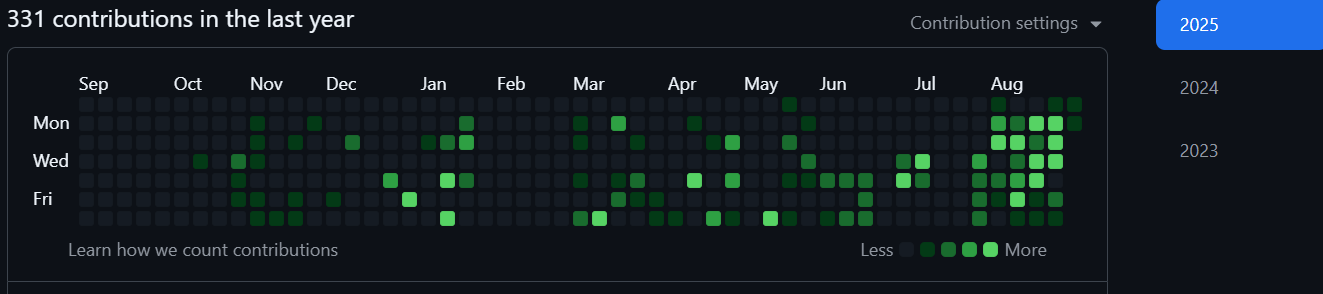 331 contributions in the last year
Contribution settings
2025
2024
2023
Sep Oct Nov Dec Jan Feb Mar Apr May Jun Jul Aug
Mon
Wed
Fri
Learn how we count contributions
Less More